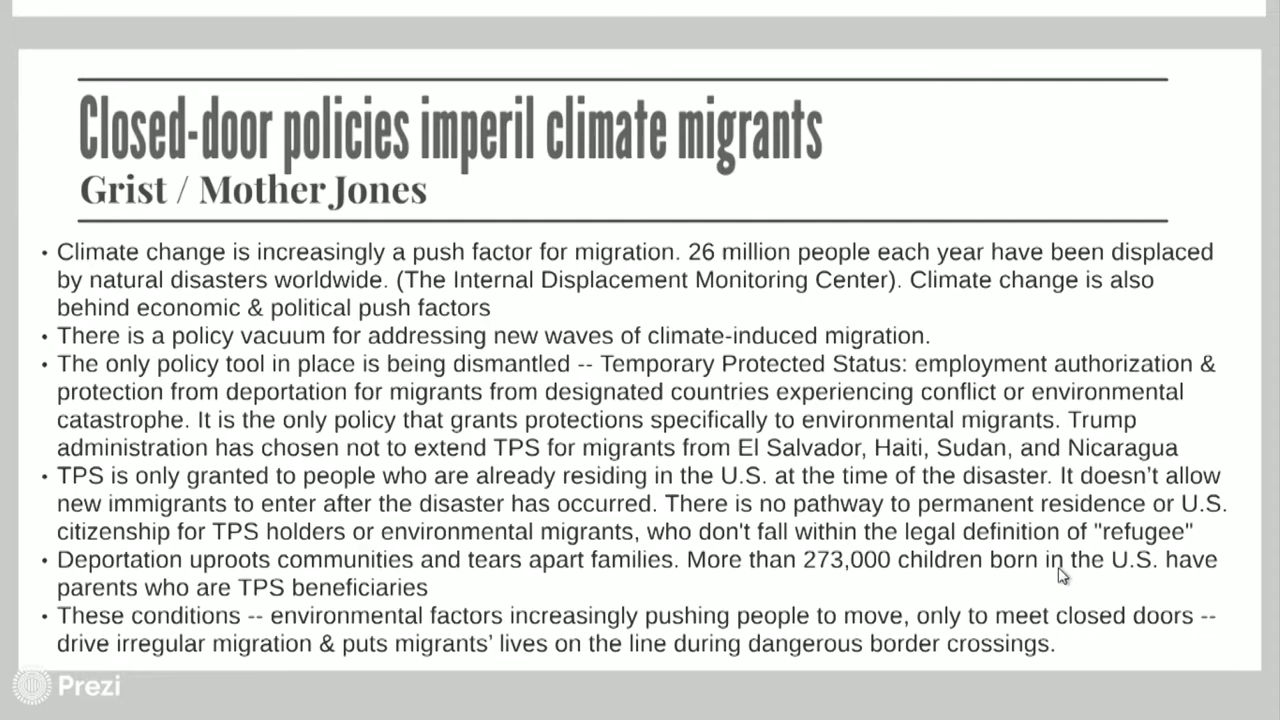 Closed-door policies imperil climate migrants
Grist / Mother Jones
• Climate change is increasingly a push factor for migration. 26 million people each year have been displaced
by natural disasters worldwide. (The Internal Displacement Monitoring Center). Climate change is also
behind economic & political push factors
• There is a policy vacuum for addressing new waves of climate-induced migration.
• The only policy tool in place is being dismantled -- Temporary Protected Status: employment authorization &
protection from deportation for migrants from designated countries experiencing conflict or environmental
catastrophe. It is the only policy that grants protections specifically to environmental migrants. Trump
administration has chosen not to extend TPS for migrants from El Salvador, Haiti, Sudan, and Nicaragua
• TPS is only granted to people who are already residing in the U.S. at the time of the disaster. It doesn’t allow
new immigrants to enter after the disaster has occurred. There is no pathway to permanent residence or U.S.
citizenship for TPS holders or environmental migrants, who don't fall within the legal definition of "refugee"
• Deportation uproots communities and tears apart families. More than 273,000 children born in the U.S. have
parents who are TPS beneficiaries
• These conditions -- environmental factors increasingly pushing people to move, only to meet closed doors --
drive irregular migration & puts migrants’ lives on the line during dangerous border crossings.
Prezi